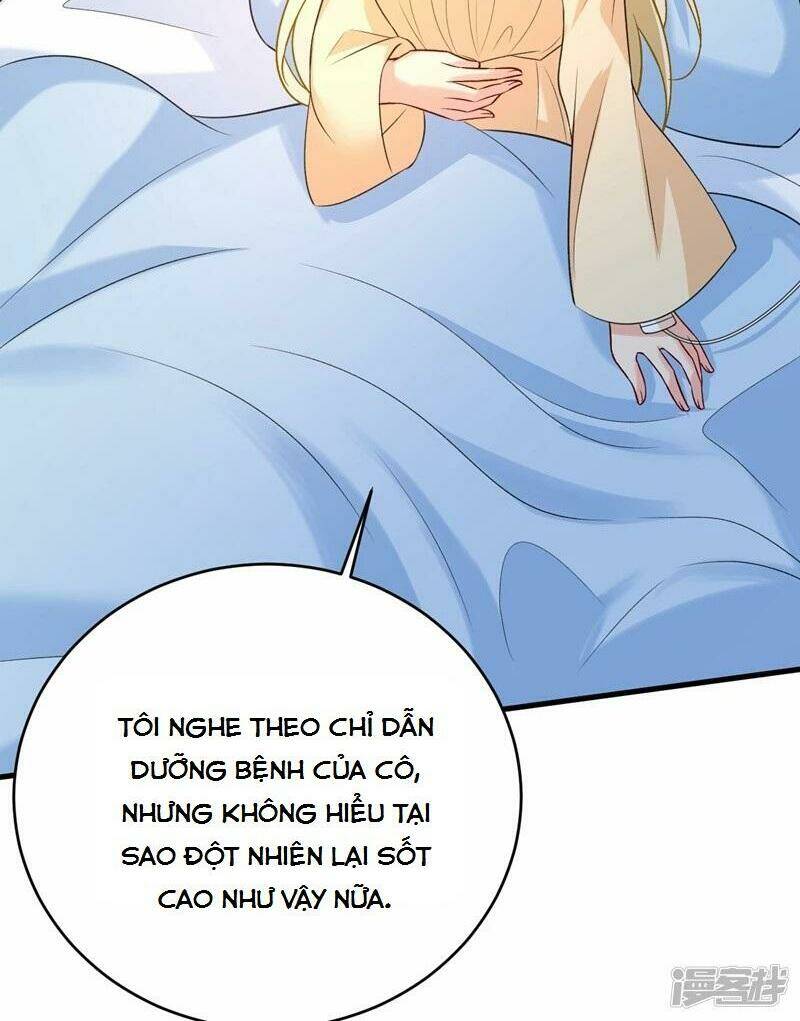 TÔI NGHE THEO CHỈ DẪN
DƯỠNG BỆNH CỦA CÔ,
NHƯNG KHÔNG HIỂU TẠI
SAO ĐỘT NHIÊN LẠI SỐT
CAO NHƯ VẬY NỮA.
漫客栈